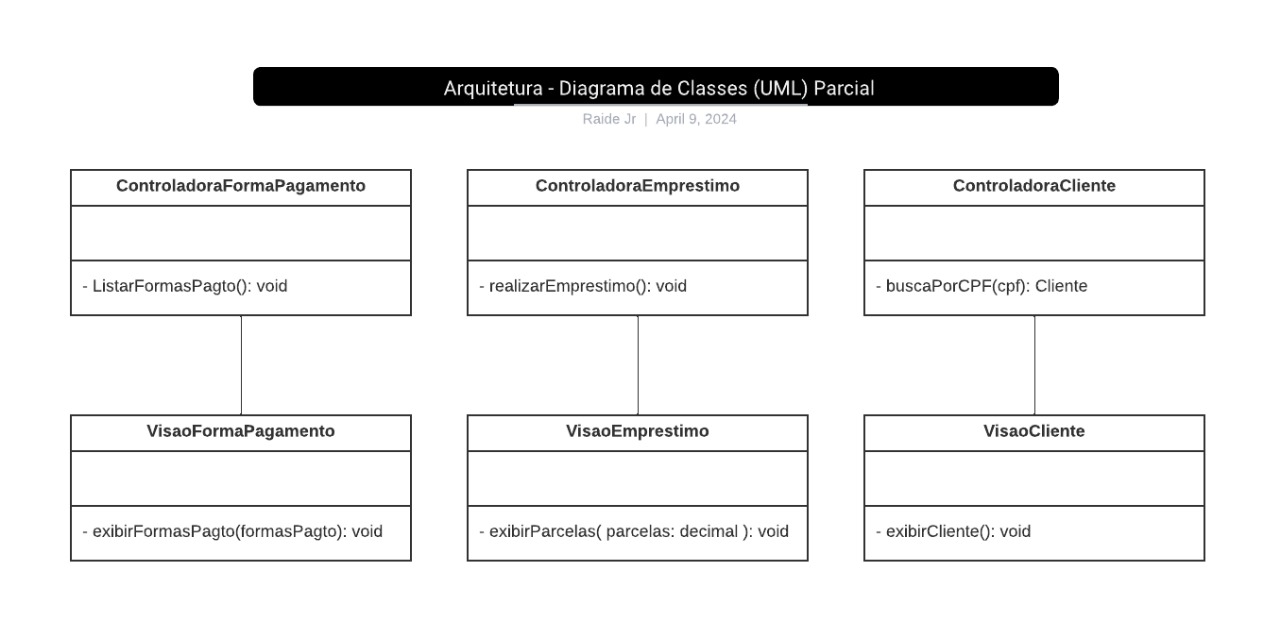 Arquitetura - Diagrama de Classes (UML) Parcial
Raide Jr | April 9, 2024
ControladoraFormaPagamento
- ListarFormasPagto(): void
ControladoraEmprestimo
- realizarEmprestimo(): void
ControladoraCliente
- buscaPorCPF(cpf): Cliente
VisaoFormaPagamento
- exibirFormasPagto(formasPagto): void
VisaoEmprestimo
- exibirParcelas( parcelas: decimal ): void
VisaoCliente
- exibirCliente(): void